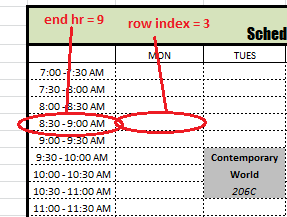 end hr = 9 row index = 3
Sched
MON TUES
7:00 - 7:30 AM
7:30 - 8:00 AM
8:00 - 8:30 AM
8:30 - 9:00 AM
9:00 - 9:30 AM
9:30 - 10:00 AM Contemporary
10:00 - 10:30 AM World
10:30 - 11:00 AM 206C
11:00 - 11:30 AM